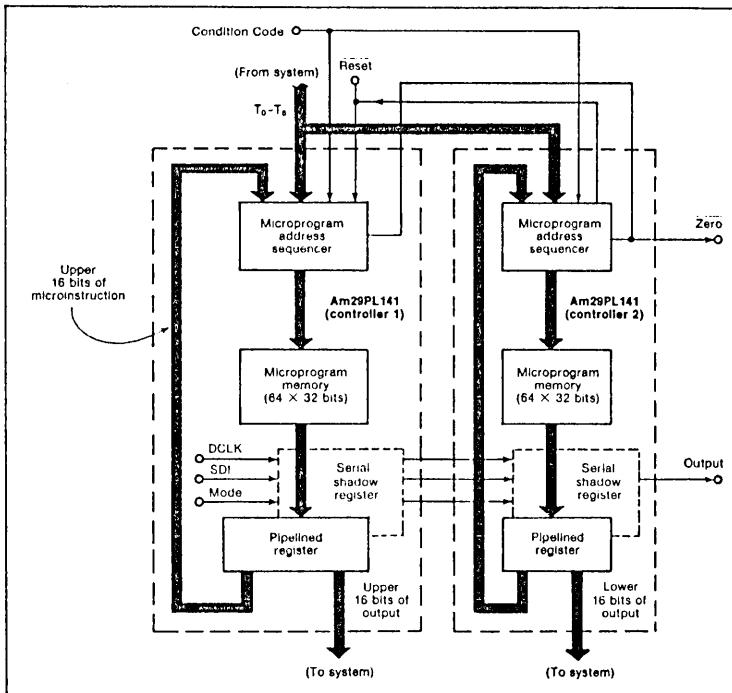 Condition Code
(From system)
Reset
T0-T6
Microprogram
address
sequencer
Microprogram
address
sequencer
Zero
Upper
16 bits of
microinstruction
Am29PL141
(controller 1)
Am29PL141
(controller 2)
Microprogram
memory
(64 × 32 bits)
Microprogram
memory
(64 × 32 bits)
DCLK
SDI
Mode
Serial
shadow
register
Serial
shadow
register
Output
Pipelined
register
Pipelined
register
Upper
16 bits of
output
Lower
16 bits of
output
(To system)
(To system)